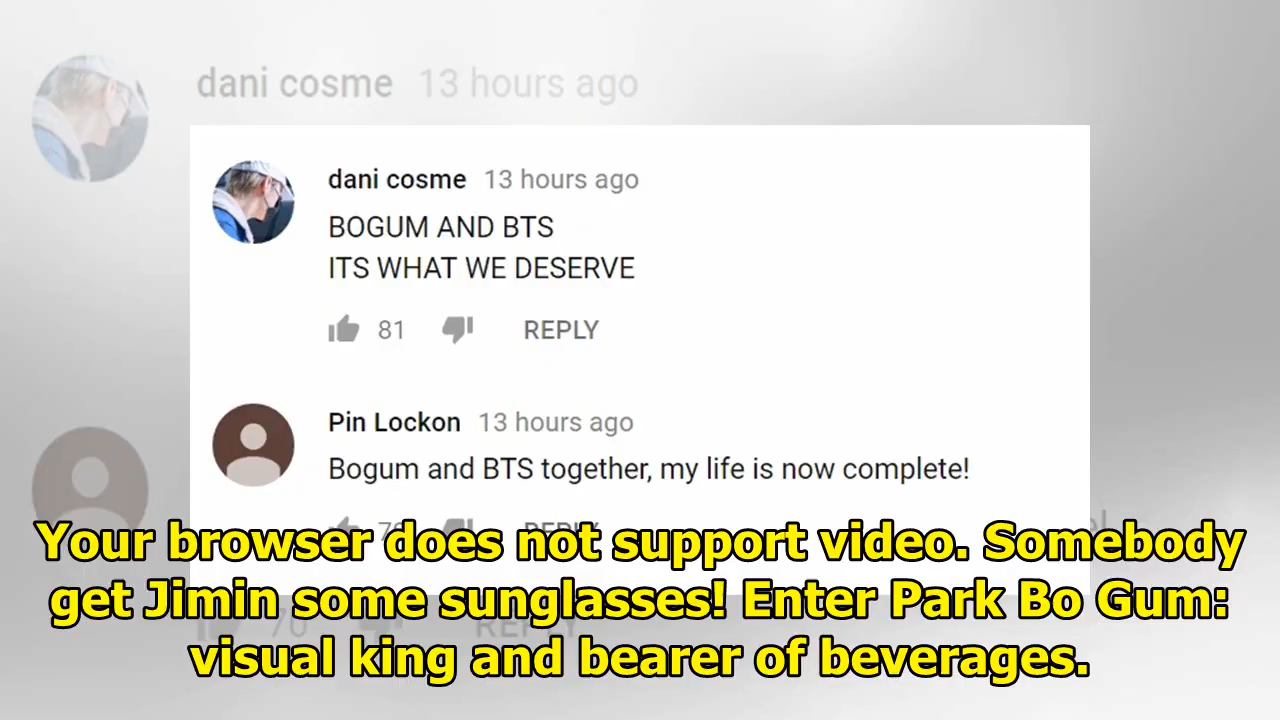 dani cosme 13 hours ago
dani cosme 13 hours ago
BOGUM AND BTS
ITS WHAT WE DESERVE
81 REPLY
Pin Lockon 13 hours ago
Bogum and BTS together, my life is now complete!
REPLY
Your browser does not support video. Somebody
get Jimin some sunglasses! Enter Park Bo Gum:
visual king and bearer of beverages.
70 REPLY